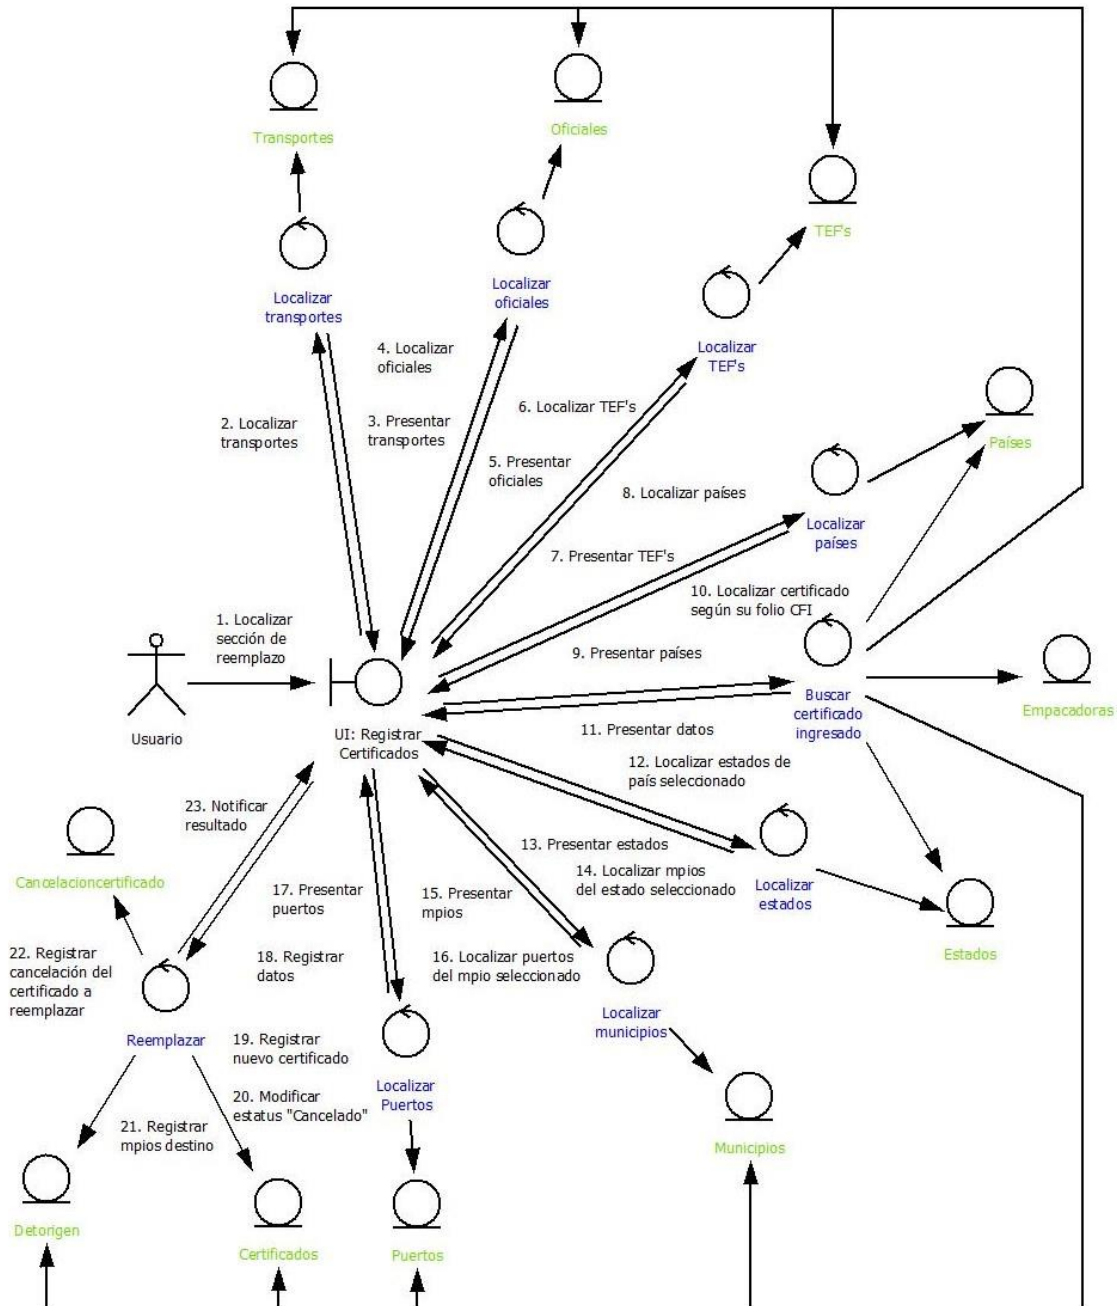 Transportes
Oficiales
TEF's
Localizar
transportes
Localizar
oficiales
Localizar
TEF's
4. Localizar
oficiales
2. Localizar
transportes
3. Presentar
transportes
6. Localizar TEF's
5. Presentar
oficiales
Países
8. Localizar países
Localizar
países
7. Presentar TEF's
10. Localizar certificado
según su folio CFI
1. Localizar
sección de
reemplazo
9. Presentar países
Usuario
UI: Registrar
Certificados
Buscar
certificado
ingresado
Empacadoras
11. Presentar datos
12. Localizar estados de
país seleccionado
23. Notificar
resultado
13. Presentar estados
14. Localizar mpios
del estado seleccionado
Localizar
estados
Cancelacioncertificado
17. Presentar
puertos
15. Presentar
mpios
22. Registrar
cancelación del
certificado a
reemplazar
18. Registrar
datos
16. Localizar puertos
del mpio seleccionado
Estados
Localizar
municipios
Reemplazar
19. Registrar
nuevo certificado
Localizar
Puertos
20. Modificar
estatus "Cancelado"
21. Registrar
mpios destino
Municipios
Detorigen
Certificados
Puertos